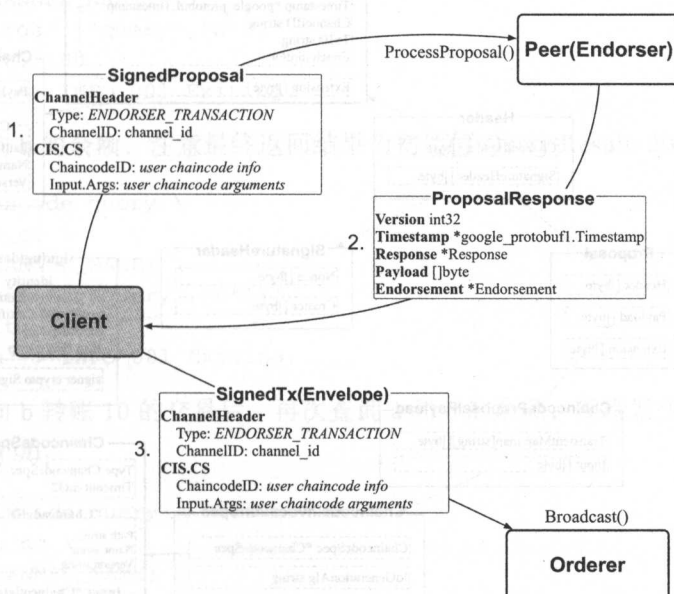 ProcessProposal()
Peer(Endorser)
SignedProposal
1.
ChannelHeader
Type: ENDORSER_TRANSACTION
ChannelID: channel_id
CIS.CS
ChaincodeID: user chaincode info
Input.Args: user chaincode arguments
ProposalResponse
2.
Version int32
Timestamp *google_protobuf1.Timestamp
Response *Response
Payload []byte
Endorsement *Endorsement
Client
SignedTx(Envelope)
3.
ChannelHeader
Type: ENDORSER_TRANSACTION
ChannelID: channel_id
CIS.CS
ChaincodeID: user chaincode info
Input.Args: user chaincode arguments
Broadcast()
Orderer